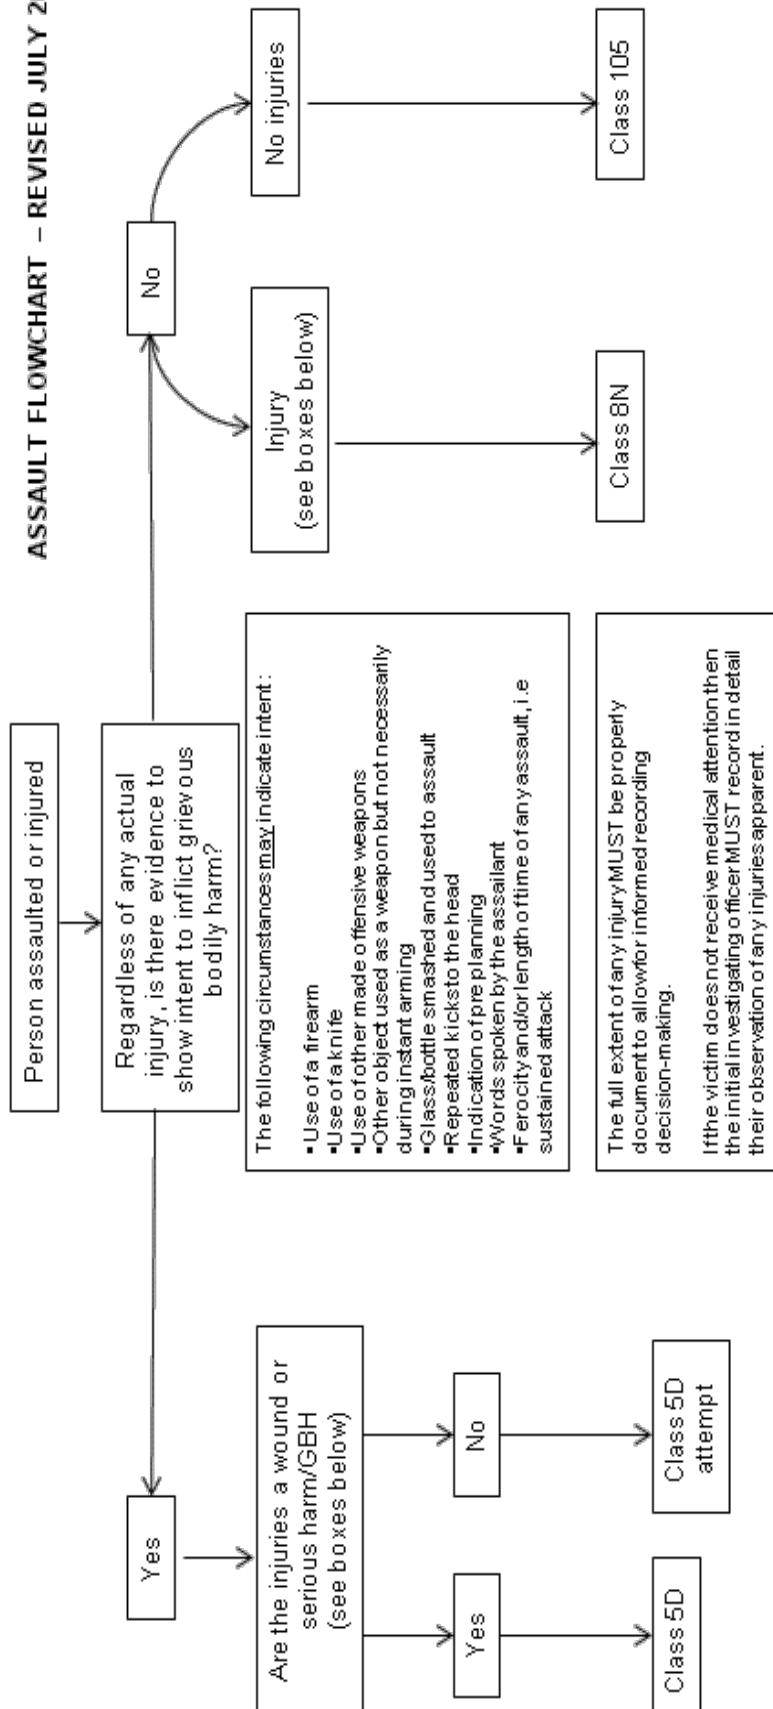 ASSAULT FLOWCHART – REVISED JULY 2
Person assaulted or injured
Regardless of any actual
injury, is there evidence to
show intent to inflict grievous
bodily harm?
Yes
No
Are the injuries a wound or
serious harm/GBH
(see boxes below)
The following circumstances may indicate intent:
▪Use of a firearm
▪Use of a knife
▪Use of other made offensive weapons
▪Other object used as a weapon but not necessarily
during instant arming
▪Glass/bottle smashed and used to assault
▪Repeated kicks to the head
▪Indication of pre planning
▪Words spoken by the assailant
▪Ferocity and/or length of time of any assault, i.e
sustained attack
Injury
(see boxes below)
No injuries
Yes
No
Class 5D
Class 5D
attempt
The full extent of any injury MUST be properly
document to allow for informed recording
decision-making.
If the victim does not receive medical attention then
the initial investigating officer MUST record in detail
their observation of any injuries apparent.
Class 8N
Class 105